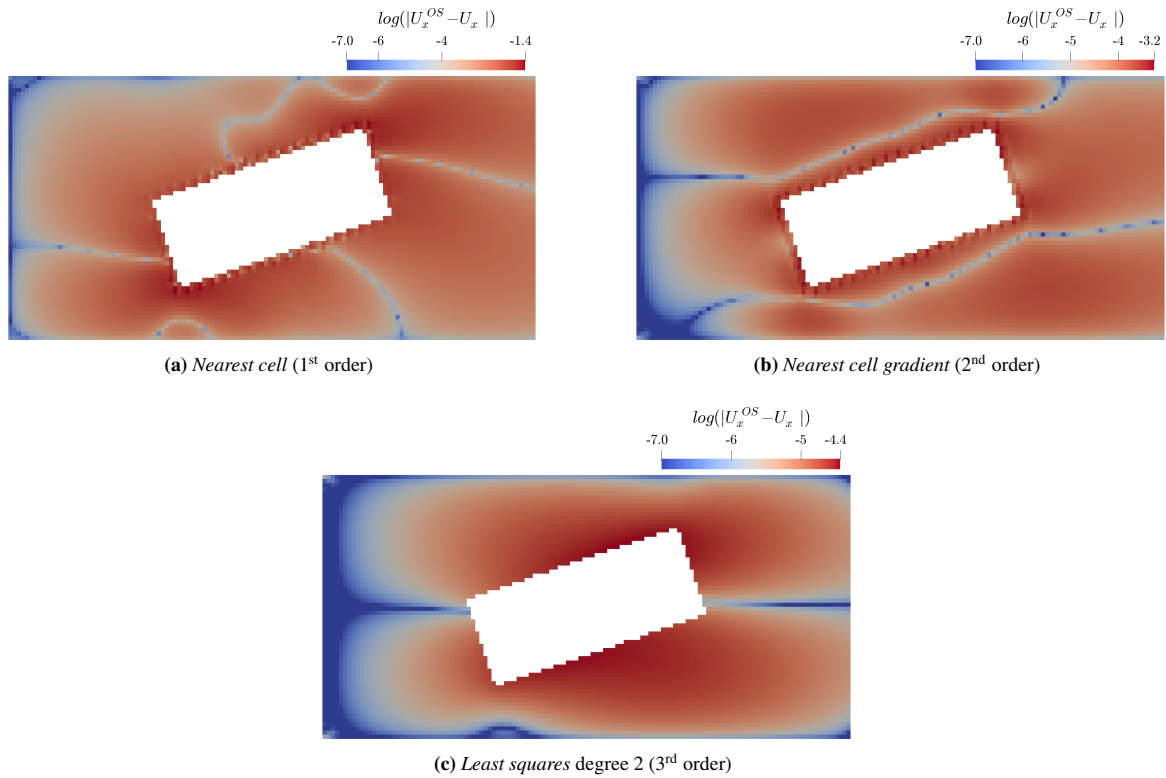 log(|U_x^OS − U_x |)
-7.0 -6 -4 -1.4
log(|U_x^OS − U_x |)
-7.0 -6 -5 -4 -3.2
(a) Nearest cell (1st order)
(b) Nearest cell gradient (2nd order)
log(|U_x^OS − U_x |)
-7.0 -6 -5 -4.4
(c) Least squares degree 2 (3rd order)